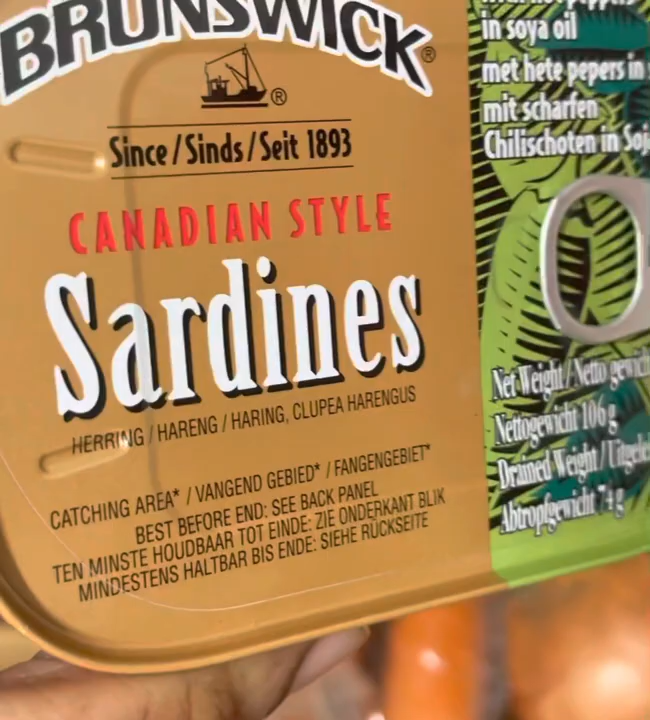 BRUNSWICK®
®
Since / Sinds / Seit 1893
CANADIAN STYLE
Sardines
HERRING / HARENG / HARING, CLUPEA HARENGUS
CATCHING AREA* / VANGEND GEBIED* / FANGENGEBIET*
BEST BEFORE END: SEE BACK PANEL
TEN MINSTE HOUDBAAR TOT EINDE: ZIE ONDERKANT BLIK
MINDESTENS HALTBAR BIS ENDE: SIEHE RÜCKSEITE
in soya oil
met hete pepers in
mit scharfen
Chilischoten in
Net Weight / Netto
Nettogewicht 106 g
Drained Weight /
Abtropfgewicht 74 g